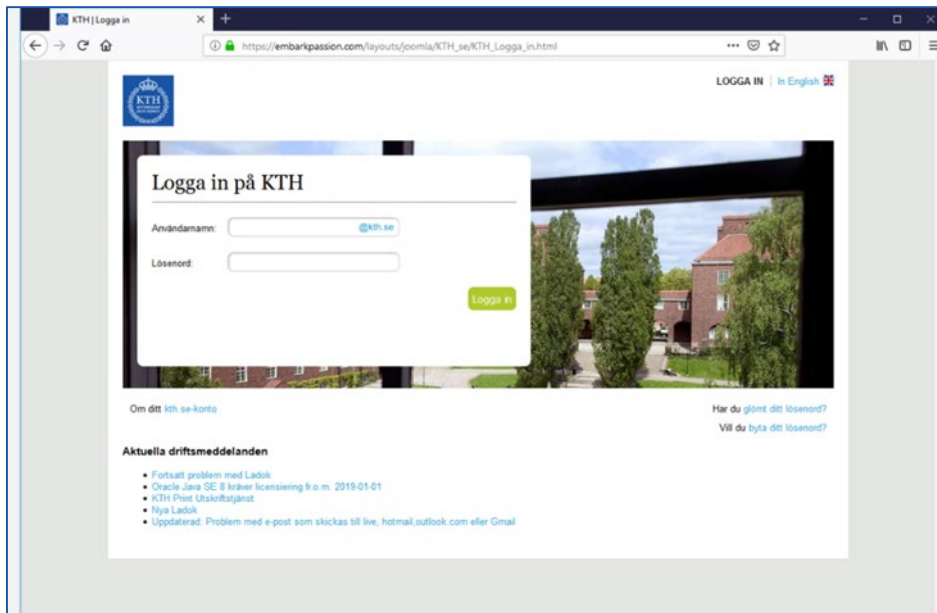 KTH | Logga in
https://embarkpassion.com/layouts/joomla/KTH_se/KTH_Logga_in.html
KTH
LOGGA IN | In English
Logga in på KTH
Användarnamn: @kth.se
Lösenord:
Logga in
Om ditt kth.se-konto
Har du glömt ditt lösenord?
Vill du byta ditt lösenord?
Aktuella driftsmeddelanden
Fortsatt problem med Ladok
Oracle Java SE 8 kräver licensiering fr.o.m. 2019-01-01
KTH Print Utskriftstjänst
Nya Ladok
Uppdaterad: Problem med e-post som skickas till live, hotmail,outlook.com eller Gmail